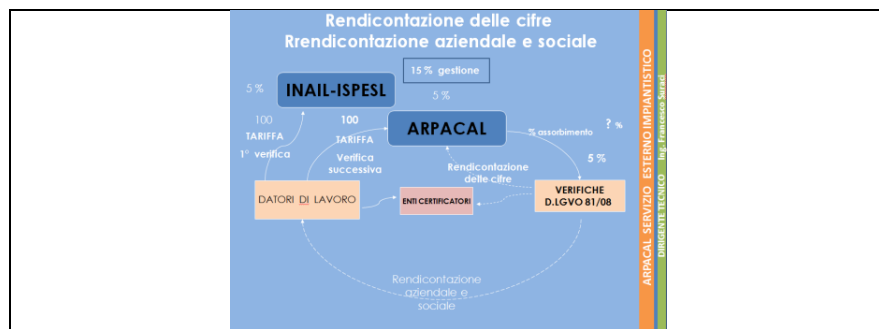 Rendicontazione delle cifre
Rrendicontazione aziendale e sociale
15 % gestione
5 %
INAIL-ISPESL
5 %
100
TARIFFA
1° verifica
100
TARIFFA
Verifica
successiva
ARPACAL
% assorbimento
? %
5 %
Rendicontazione
delle cifre
DATORI DI LAVORO
ENTI CERTIFICATORI
VERIFICHE
D.LGVO 81/08
Rendicontazione
aziendale e
sociale
ARPACAL SERVIZIO ESTERNO IMPIANTISTICO
DIRIGENTE TECNICO Ing. Francesco Suraci